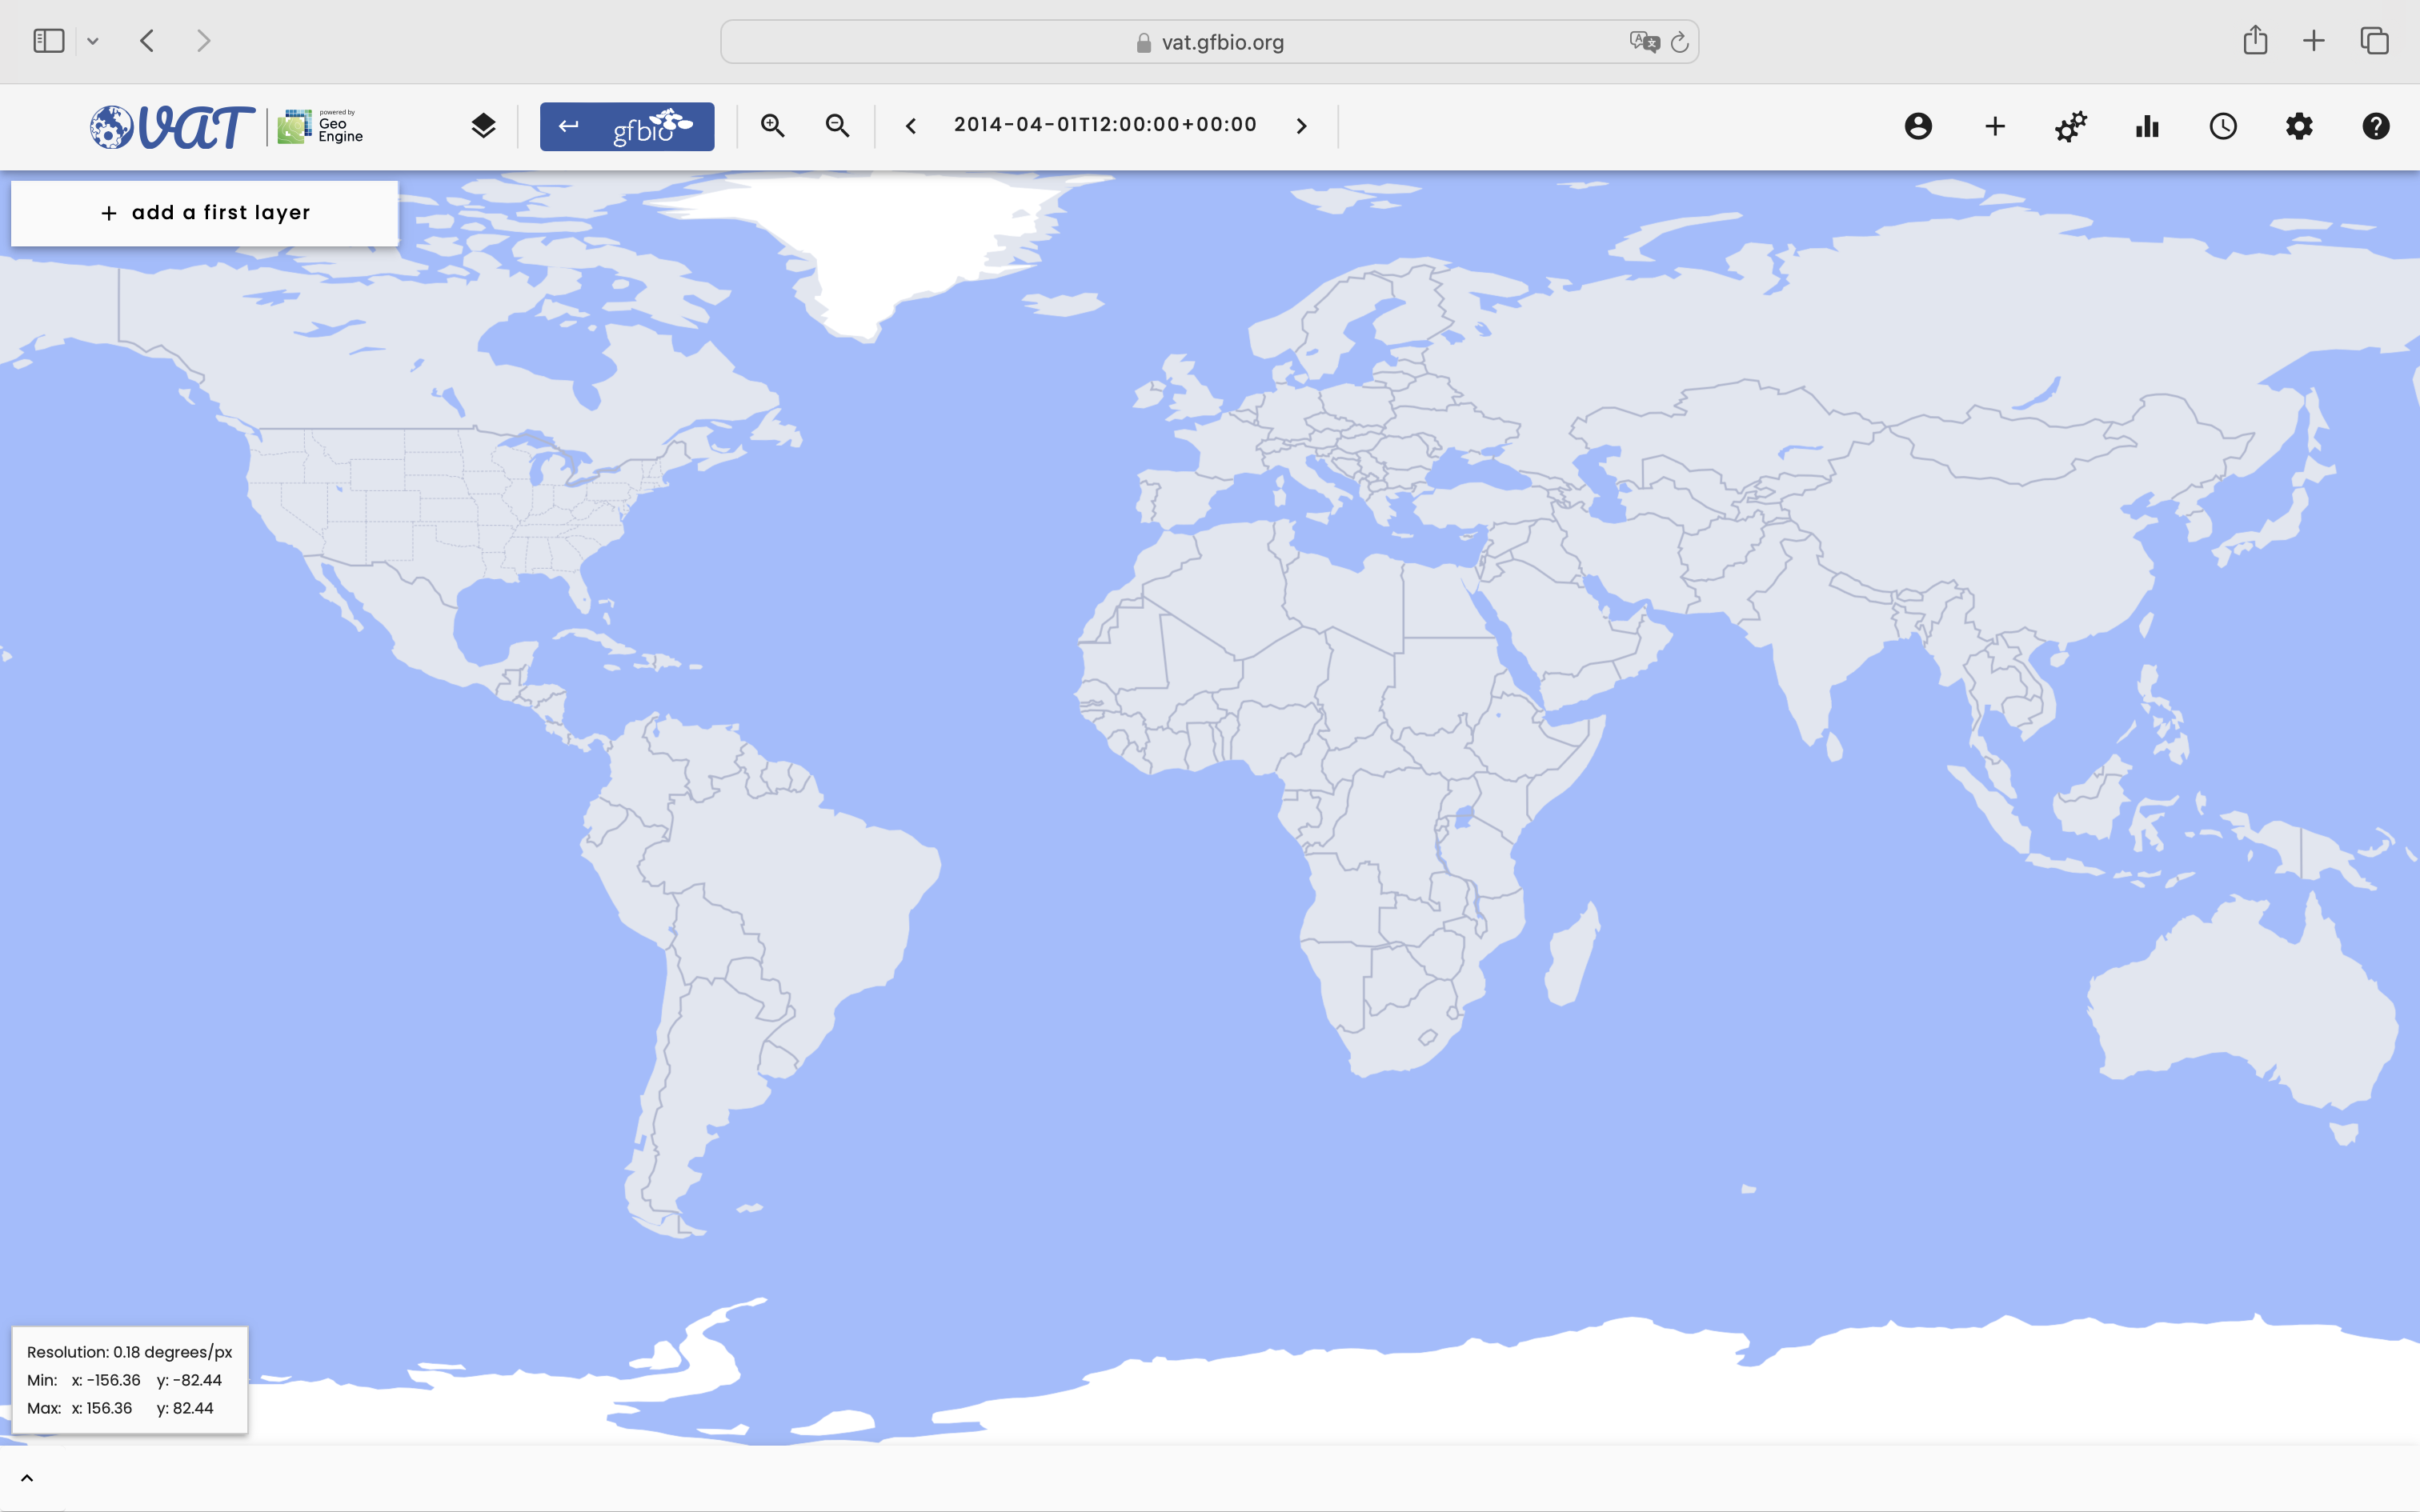 vat.gfbio.org
VAT
powered by
Geo
Engine
gfbio
2014-04-01T12:00:00+00:00
+ add a first layer
Resolution: 0.18 degrees/px
Min: x: -156.36 y: -82.44
Max: x: 156.36 y: 82.44